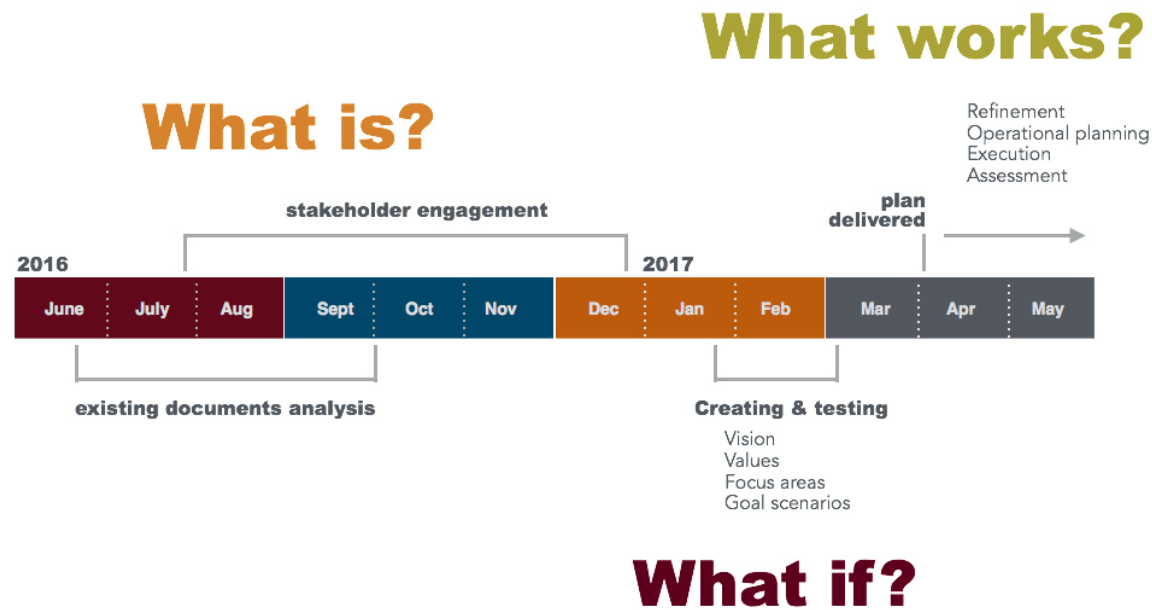 What works?
What is?
Refinement
Operational planning
Execution
Assessment
stakeholder engagement
plan
delivered
2016
2017
June July Aug Sept Oct Nov Dec Jan Feb Mar Apr May
existing documents analysis
Creating & testing
Vision
Values
Focus areas
Goal scenarios
What if?